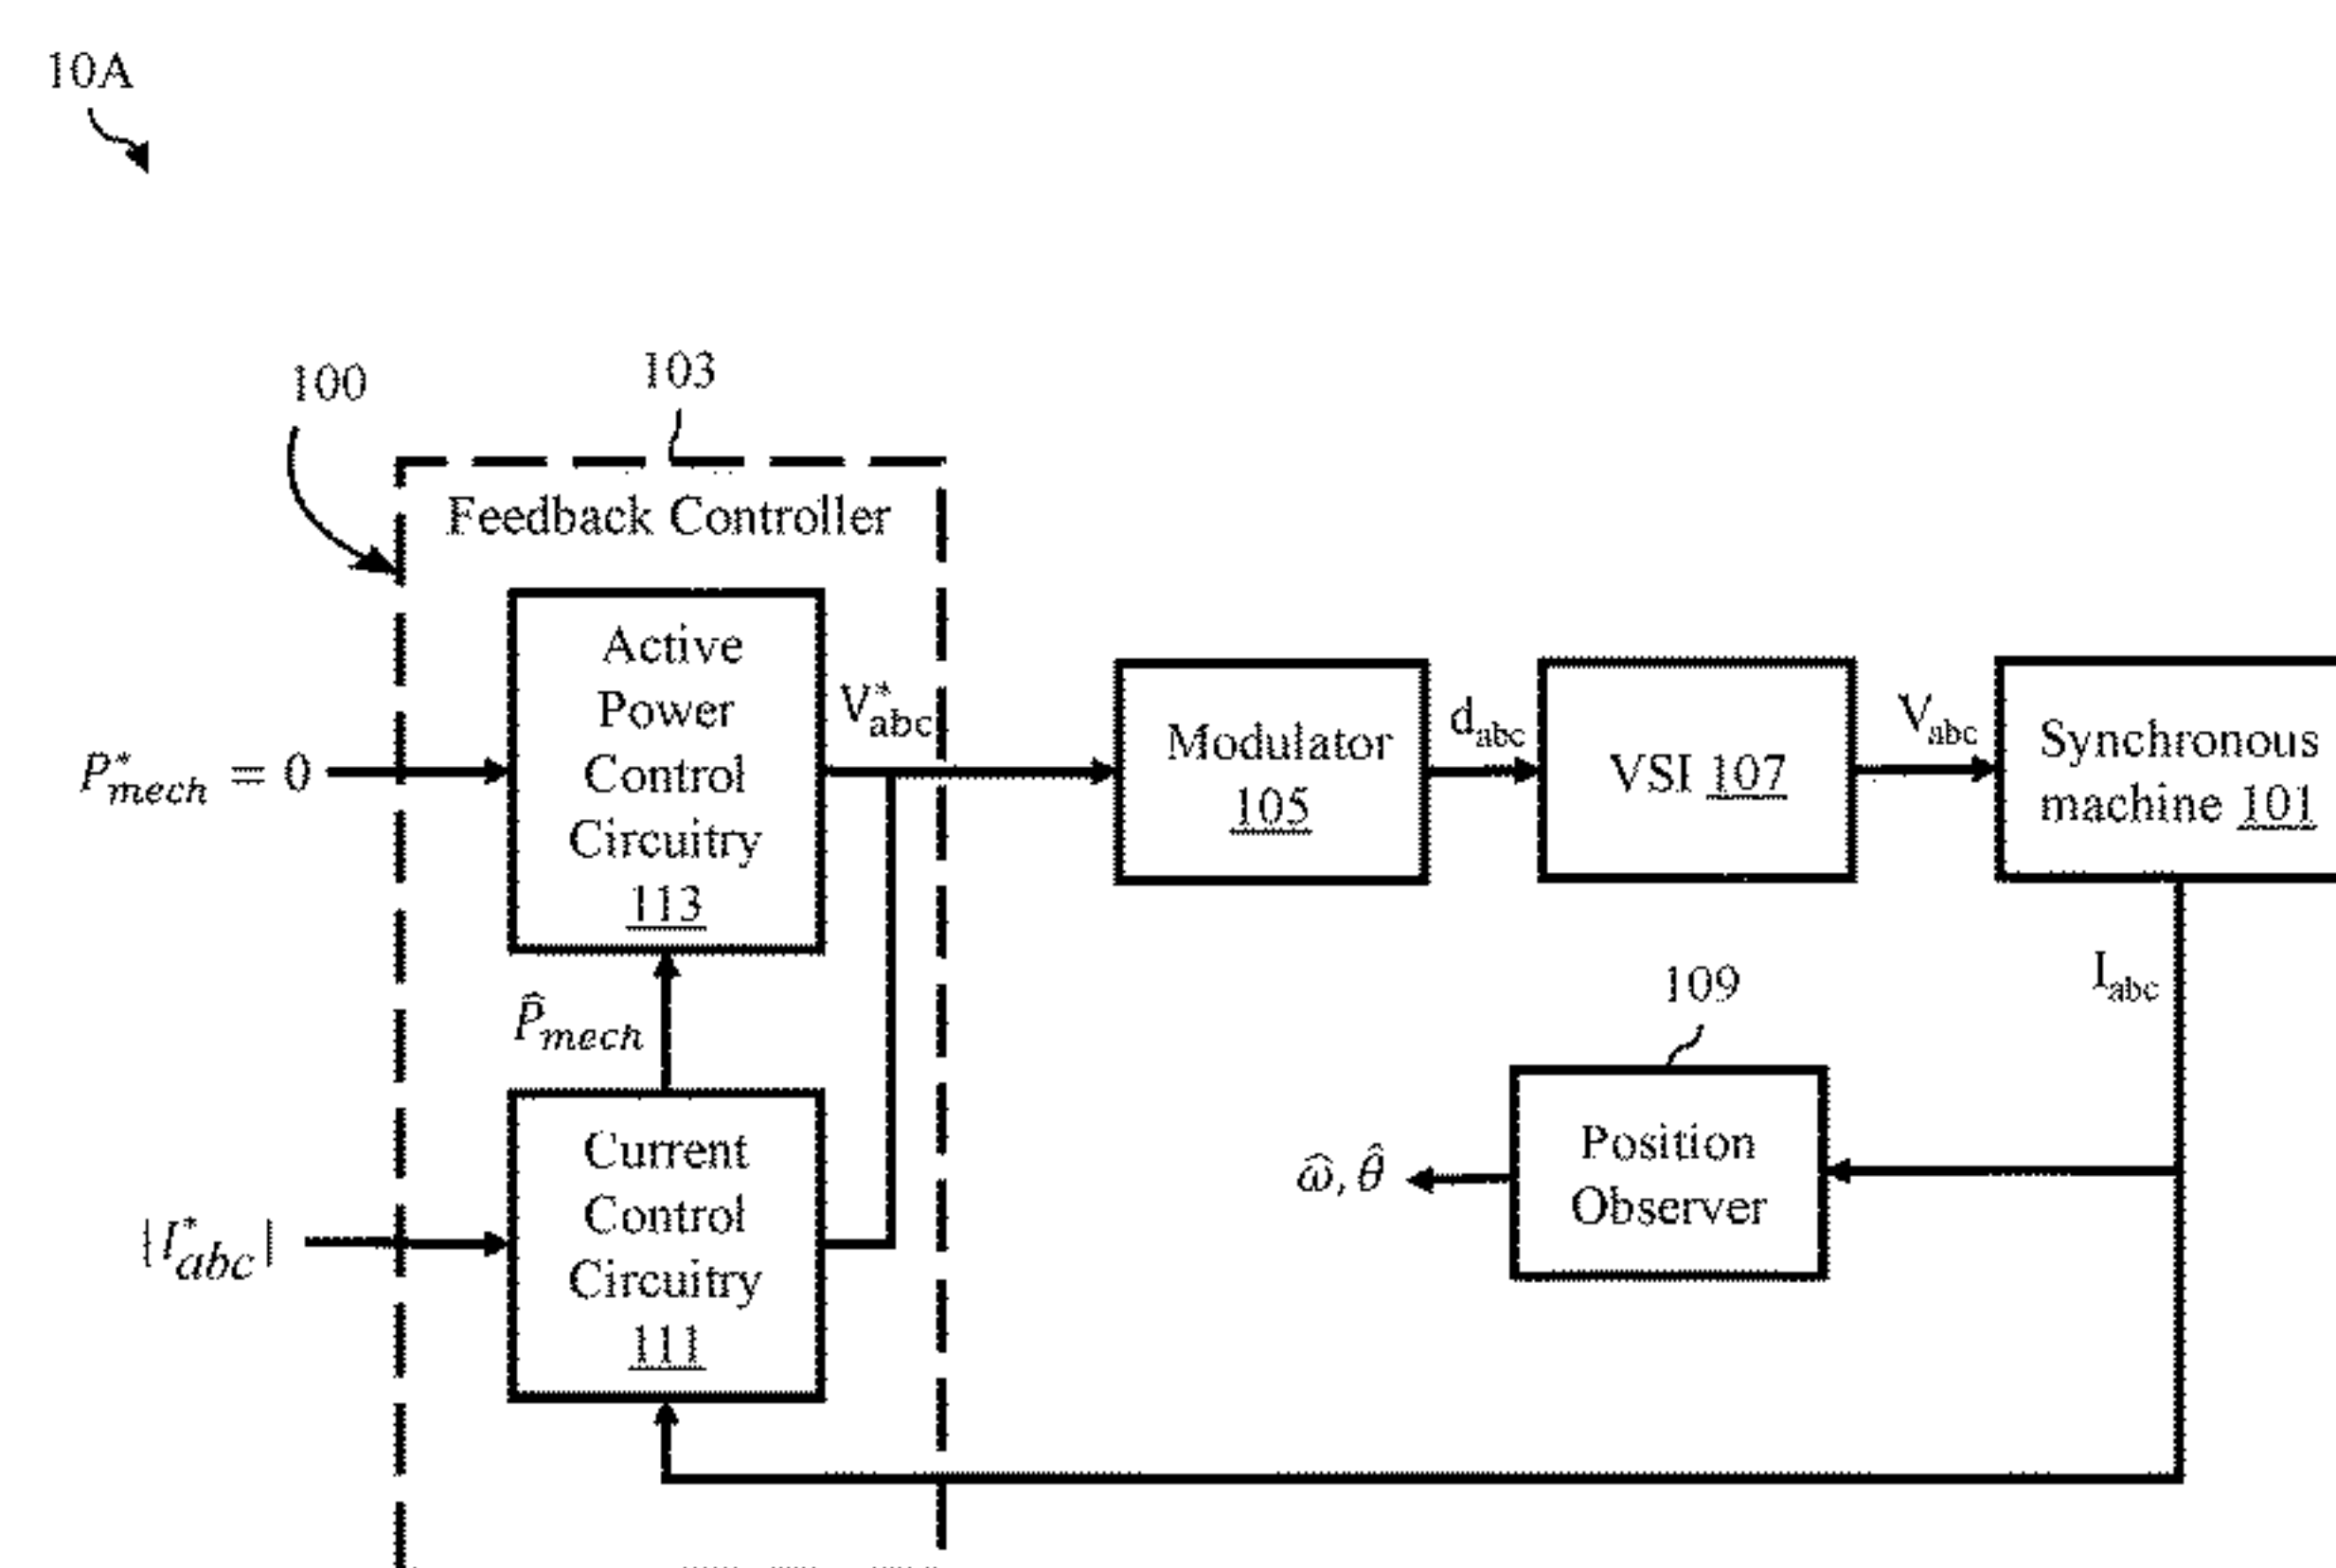 10A
100
103
Feedback Controller
Active
Power
Control
Circuitry
113
P*mech = 0
V*abc
Modulator
105
dabc
VSI 107
Vabc
Synchronous
machine 101
P̂mech
Iabc
109
Position
Observer
ω̂, θ̂
Current
Control
Circuitry
111
|I*abc|